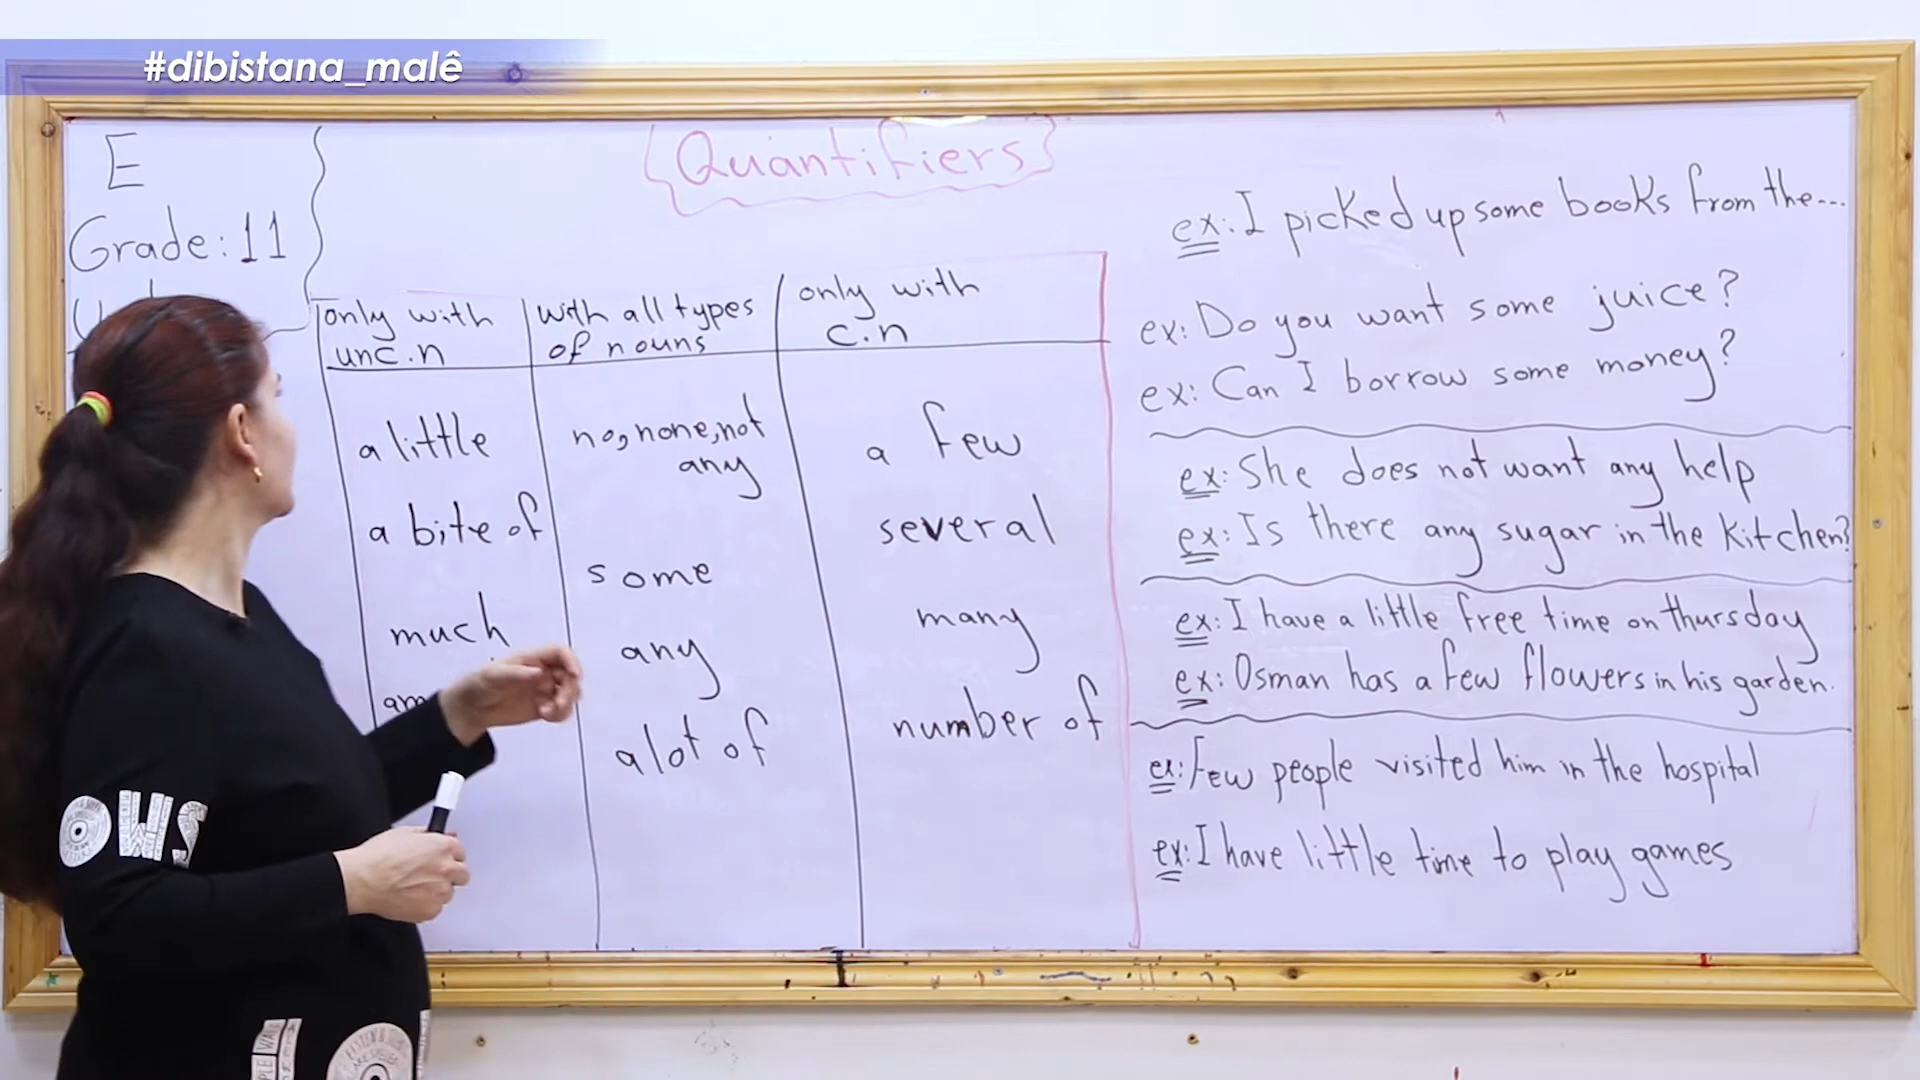 #dibistana_malê
E
Grade:11
Quantifiers
only with
unc.n
a little
a bite of
much
with all types
of nouns
no, none, not
any
some
any
alot of
only with
c.n
a few
several
many
number of
ex: I picked up some books from the...
ex: Do you want some juice?
ex: Can I borrow some money?
ex: She does not want any help
ex: Is there any sugar in the kitchen?
ex: I have a little free time on thursday
ex: Osman has a few flowers in his garden.
ex: Few people visited him in the hospital
ex: I have little time to play games
OWS